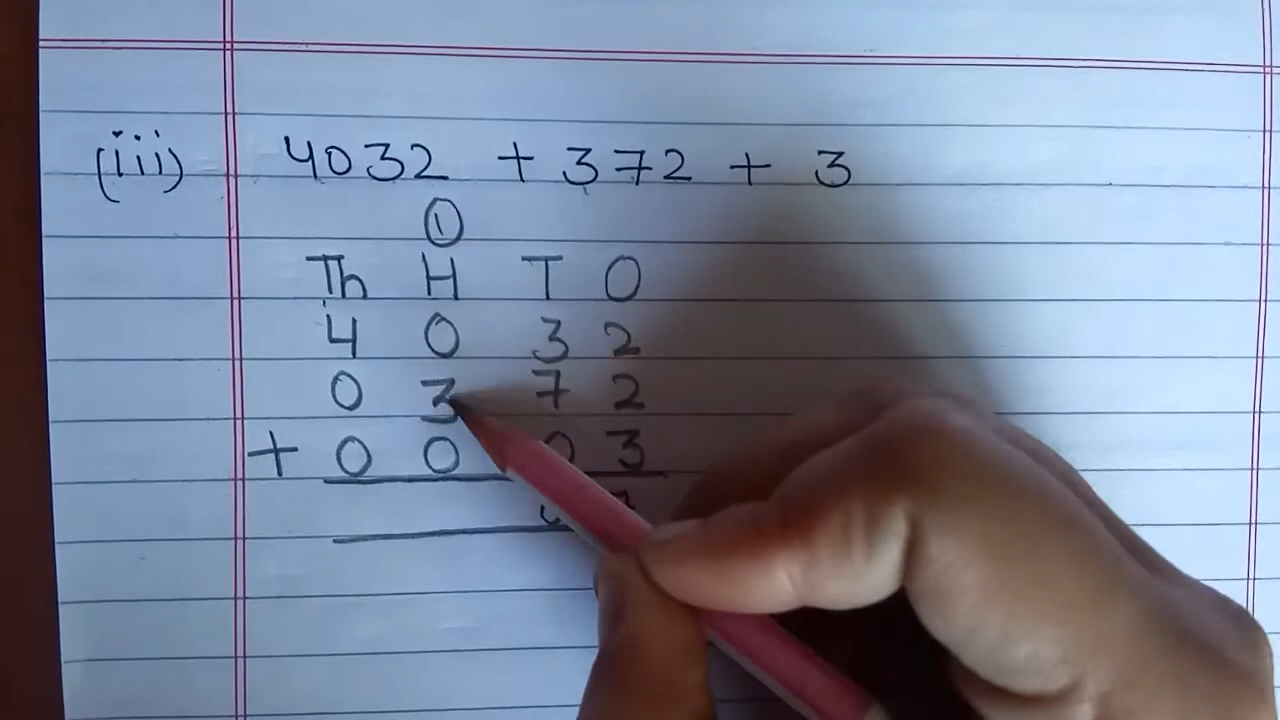 (iii) 4032 + 372 + 3
①
Th H T O
4 0 3 2
0 3 7 2
+ 0 0 0 3